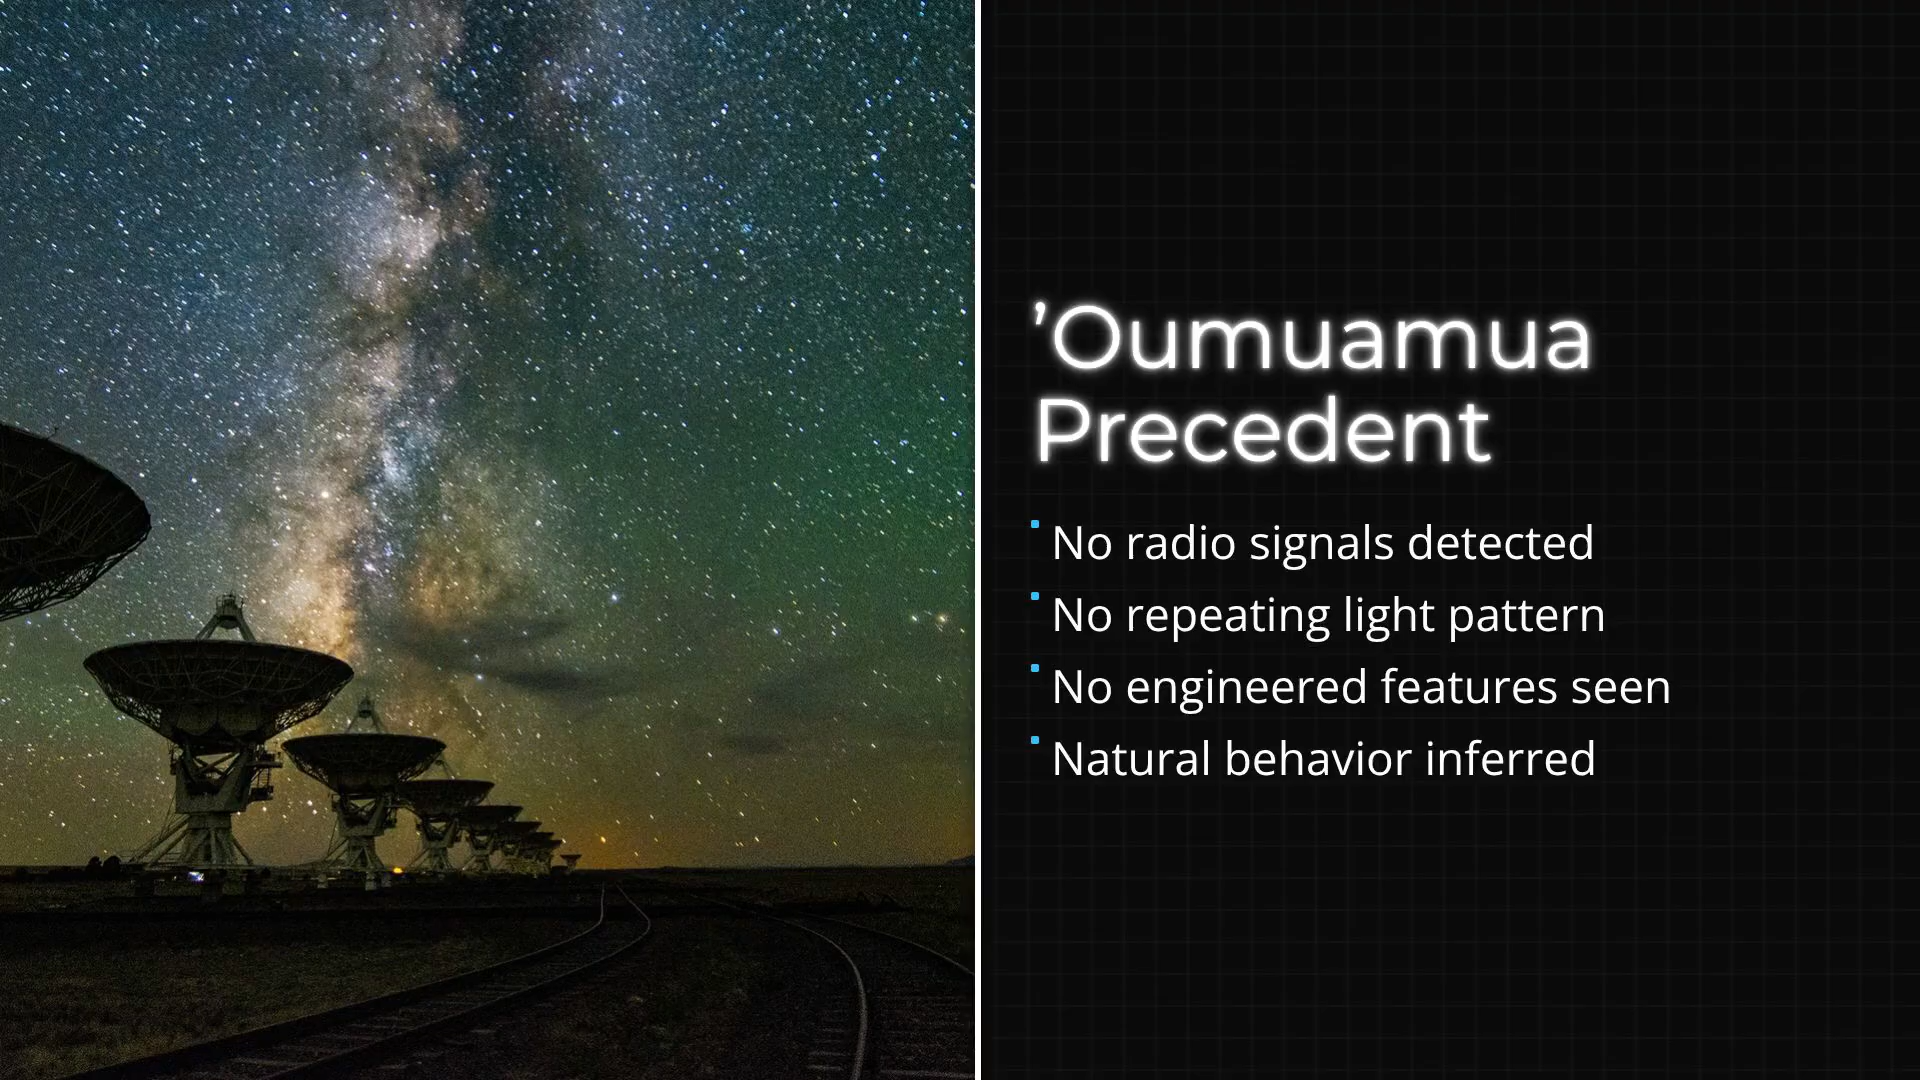 ’Oumuamua
Precedent
No radio signals detected
No repeating light pattern
No engineered features seen
Natural behavior inferred